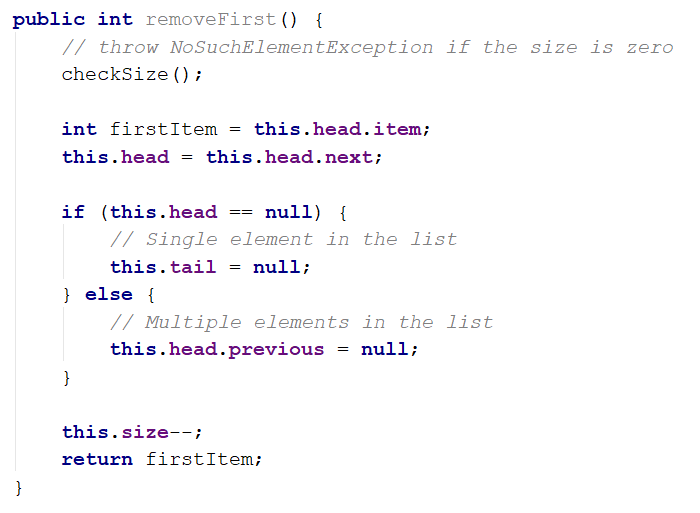 public int removeFirst() {
    // throw NoSuchElementException if the size is zero
    checkSize();

    int firstItem = this.head.item;
    this.head = this.head.next;

    if (this.head == null) {
        // Single element in the list
        this.tail = null;
    } else {
        // Multiple elements in the list
        this.head.previous = null;
    }

    this.size--;
    return firstItem;
}